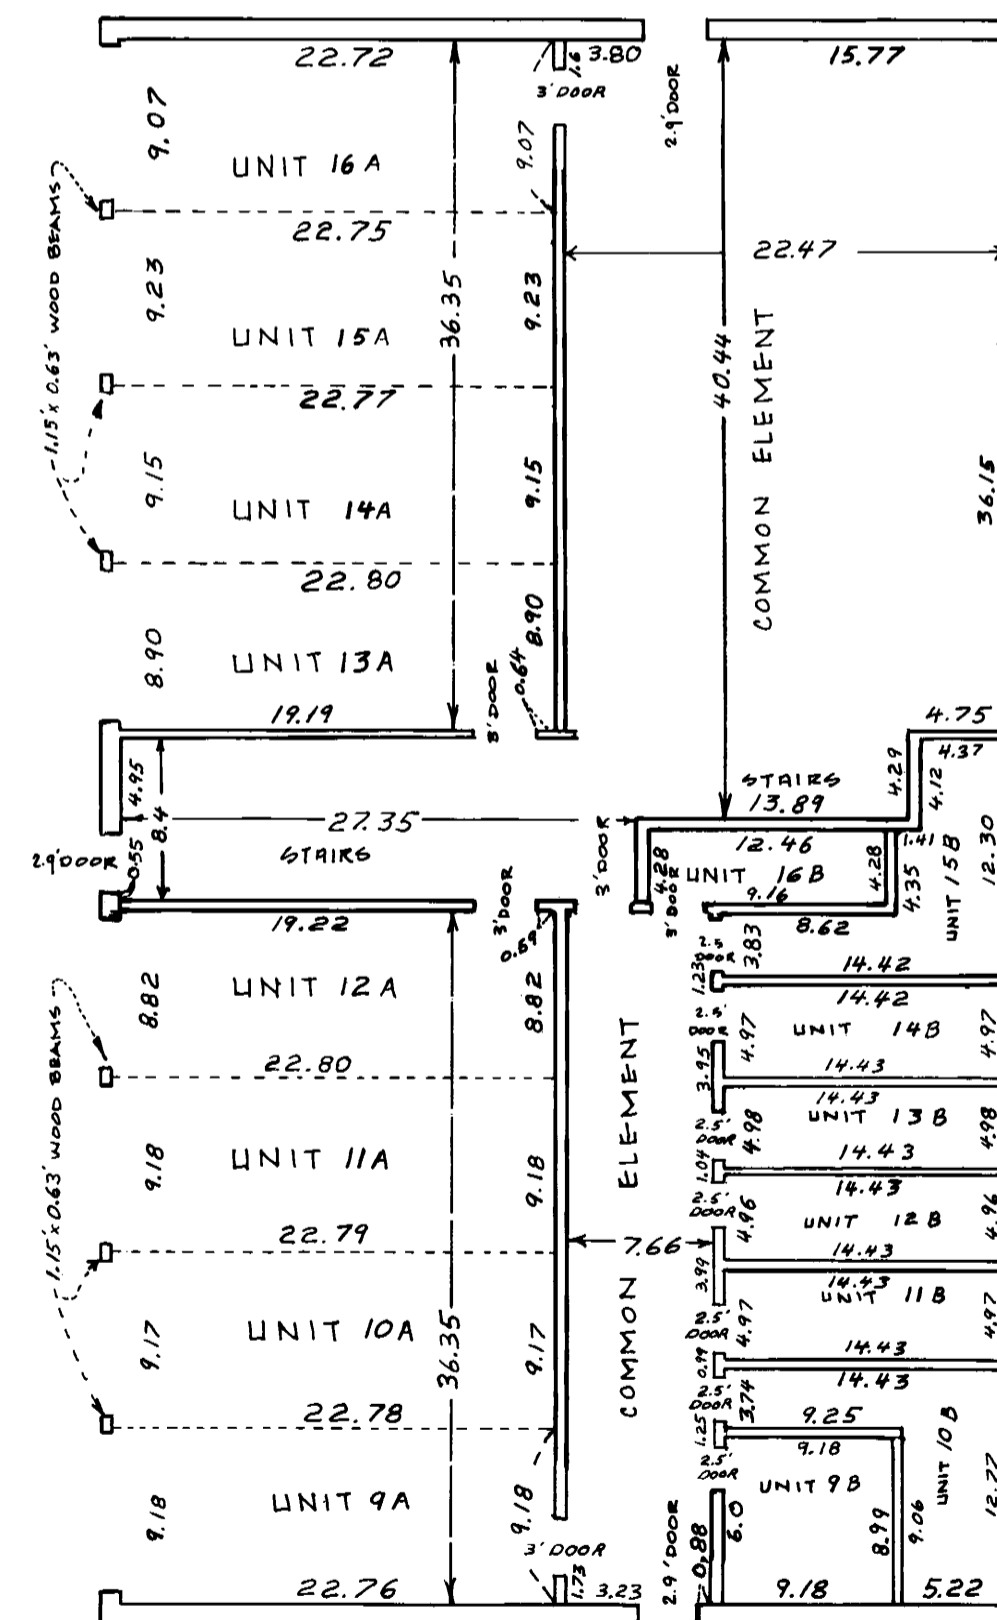 22.72
1.6
3.80
15.77
3' DOOR
2.9' DOOR
9.07
9.07
UNIT 16A
1.15' x 0.63' WOOD BEAMS
22.75
22.47
9.23
36.35
9.23
UNIT 15A
40.44
COMMON ELEMENT
22.77
9.15
9.15
36.15
UNIT 14A
22.80
8.90
8.90
UNIT 13A
0.64
3' DOOR
19.19
4.75
4.37
4.95
8.4
4.29
4.12
STAIRS
13.89
27.35
2.9' DOOR
0.55
STAIRS
3' DOOR
12.46
1.41
12.30
4.28
3' DOOR
UNIT 16B
4.28
4.35
UNIT 15B
9.16
19.22
3' DOOR
8.62
3.83
2.5'
DOOR
1.23
14.42
8.82
UNIT 12A
8.82
14.42
2.5'
DOOR
4.97
UNIT 14B
4.97
1.15' x 0.63' WOOD BEAMS
22.80
COMMON ELEMENT
3.95
14.43
14.43
2.5'
DOOR
4.98
UNIT 13B
4.98
9.18
UNIT 11A
9.18
1.04
14.43
14.43
2.5'
DOOR
4.96
UNIT 12B
4.96
22.79
7.66
3.99
14.43
14.43
UNIT 11B
4.97
9.17
UNIT 10A
36.35
9.17
2.5'
DOOR
4.97
0.99
14.43
14.43
2.5'
DOOR
3.74
22.78
1.25
9.25
9.18
UNIT 10B
2.5'
DOOR
UNIT 9B
12.77
9.18
UNIT 9A
9.18
6.0
8.99
9.06
3' DOOR
2.9' DOOR
0.88
22.76
1.73
3.23
9.18
5.22